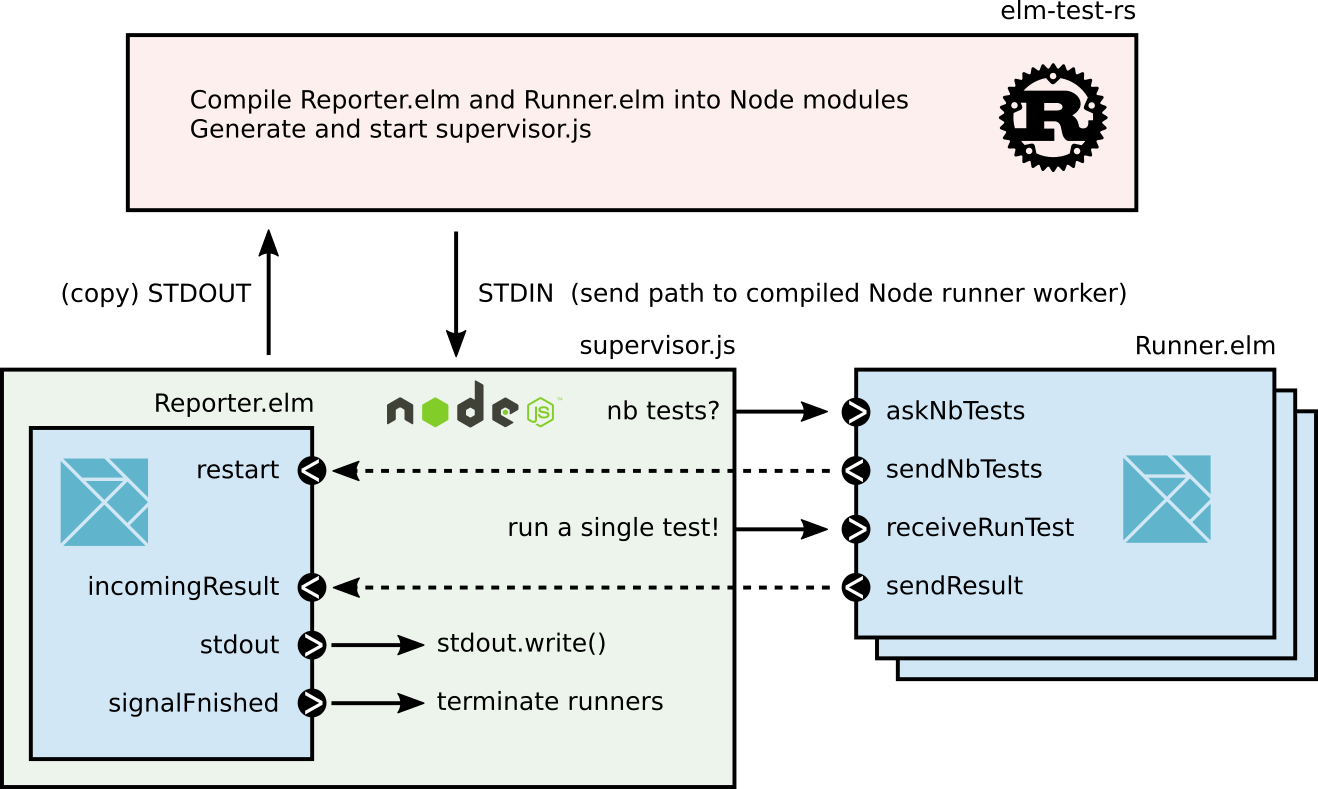 elm-test-rs
Compile Reporter.elm and Runner.elm into Node modules
Generate and start supervisor.js
R
(copy) STDOUT
STDIN (send path to compiled Node runner worker)
supervisor.js
Runner.elm
Reporter.elm
node
JS
™
nb tests?
askNbTests
restart
sendNbTests
run a single test!
receiveRunTest
incomingResult
sendResult
stdout
stdout.write()
signalFnished
terminate runners